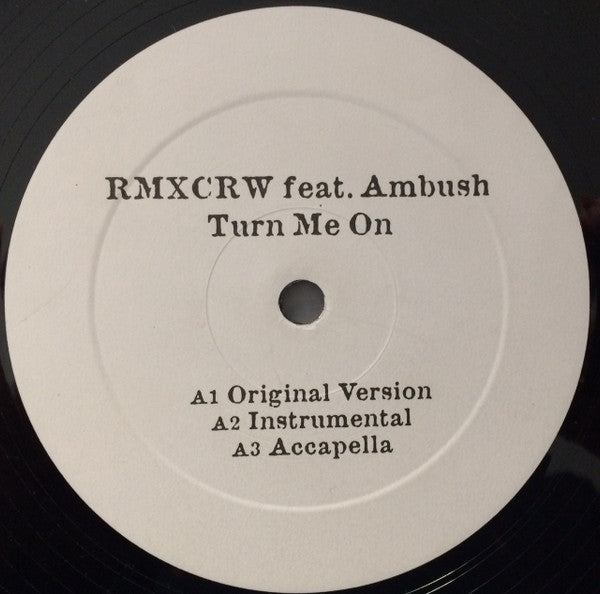 RMXCRW feat. Ambush
Turn Me On
A1 Original Version
A2 Instrumental
A3 Accapella